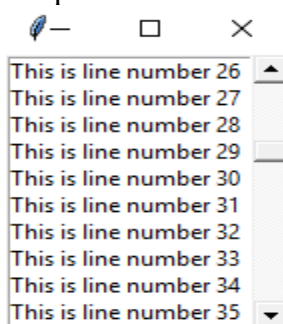 This is line number 26
This is line number 27
This is line number 28
This is line number 29
This is line number 30
This is line number 31
This is line number 32
This is line number 33
This is line number 34
This is line number 35